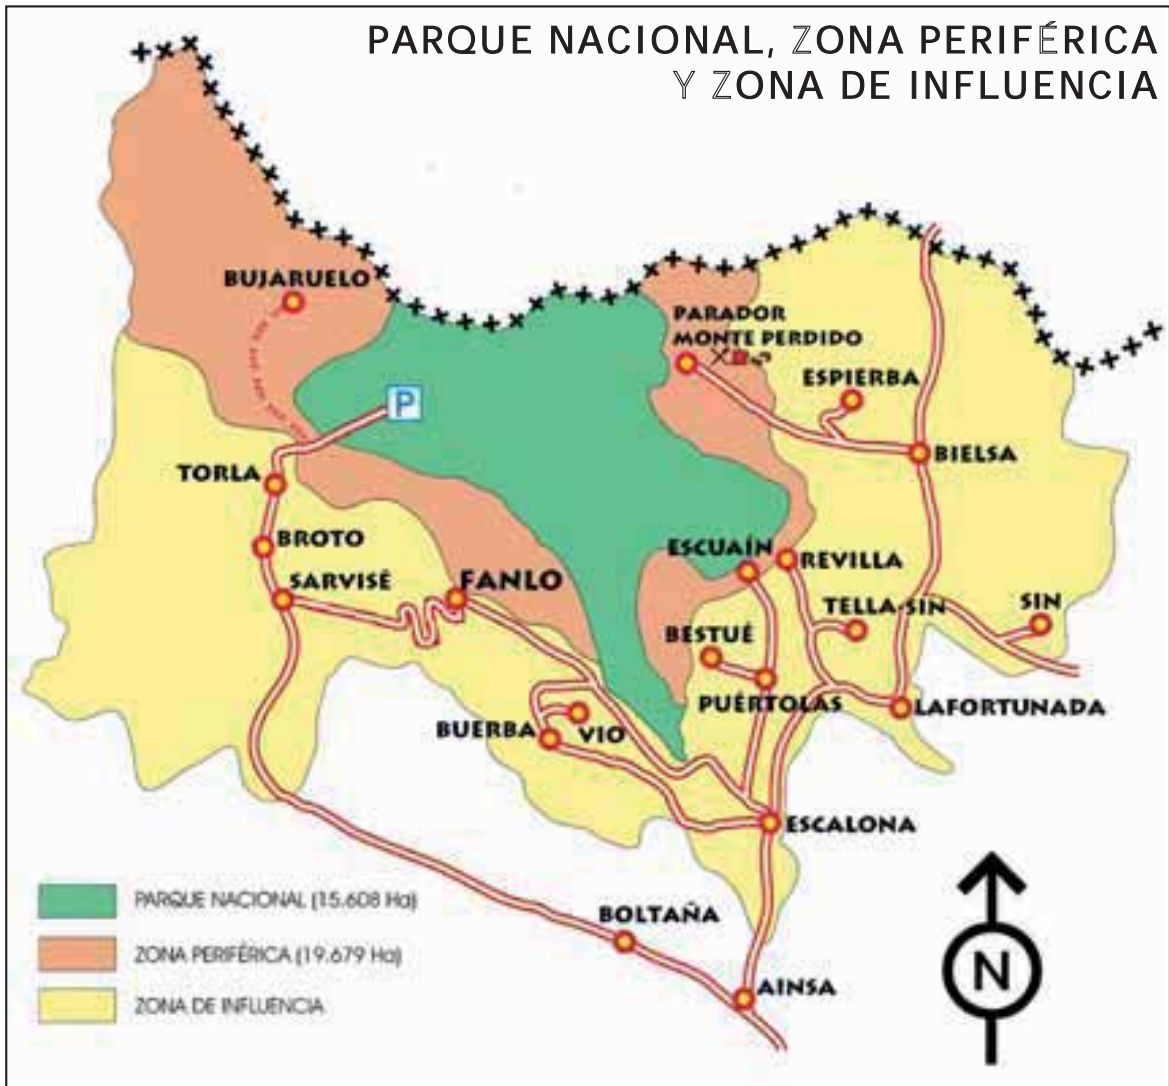 PARQUE NACIONAL, ZONA PERIFÉRICA
Y ZONA DE INFLUENCIA
BUJARUELO
PARADOR
MONTE PERDIDO
ESPIERBA
P
TORLA
BIELSA
BROTO
ESCUAÍN
REVILLA
SARVISÉ
FANLO
TELLA-SIN
SIN
BESTUÉ
PUÉRTOLAS
LAFORTUNADA
BUERBA
VIO
ESCALONA
PARQUE NACIONAL (15.608 Ha)
ZONA PERIFÉRICA (19.679 Ha)
ZONA DE INFLUENCIA
BOLTAÑA
AINSA
N